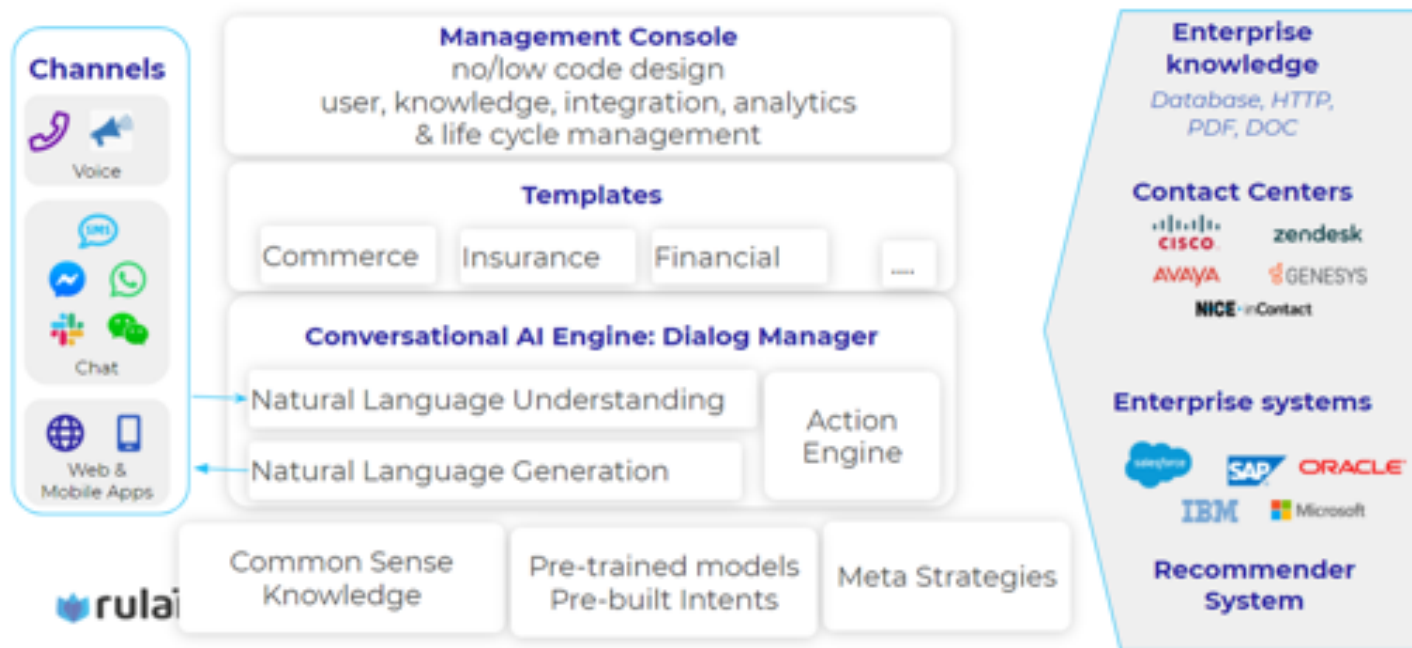 Channels
Voice
SMS
Chat
Web &
Mobile Apps
Management Console
no/low code design
user, knowledge, integration, analytics
& life cycle management
Templates
Commerce
Insurance
Financial
.....
Conversational AI Engine: Dialog Manager
Natural Language Understanding
Natural Language Generation
Action
Engine
Common Sense
Knowledge
Pre-trained models
Pre-built Intents
Meta Strategies
rulai
Enterprise
knowledge
Database, HTTP,
PDF, DOC
Contact Centers
CISCO
zendesk
AVAYA
GENESYS
NICE inContact
Enterprise systems
salesforce
SAP
ORACLE
IBM
Microsoft
Recommender
System